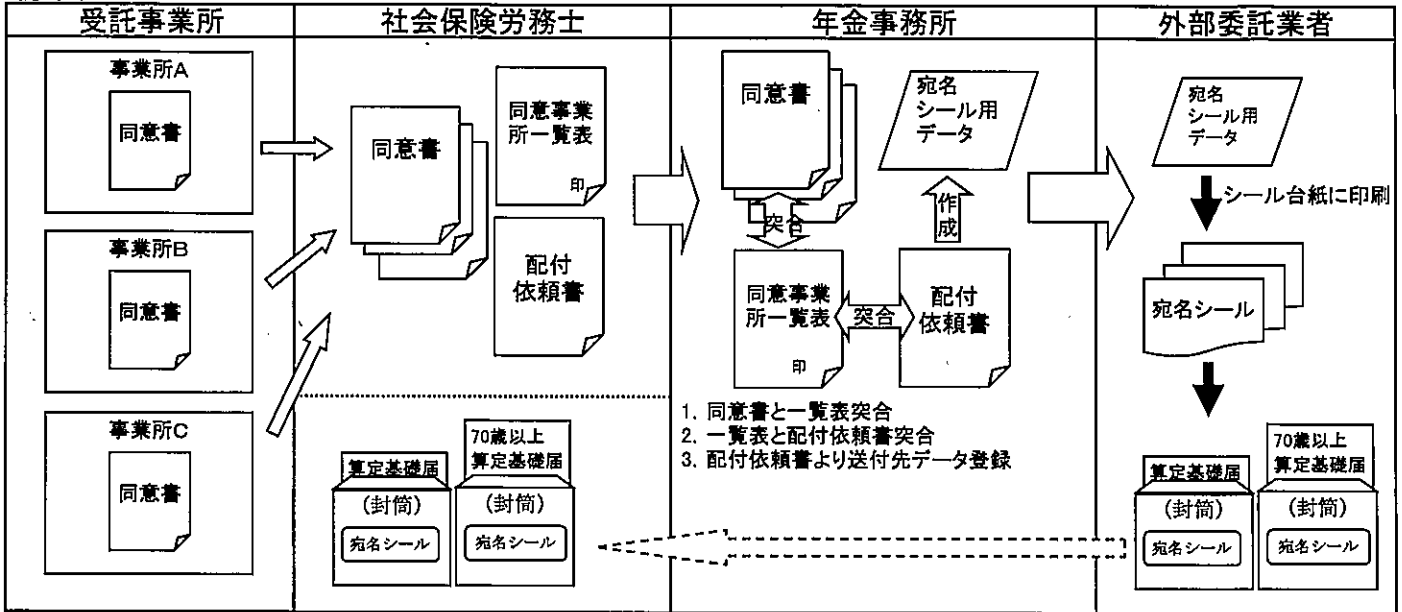 受託事業所
社会保険労務士
年金事務所
外部委託業者
事業所A
同意書
事業所B
同意書
事業所C
同意書
同意書
同意事業
所一覧表
印
配付
依頼書
算定基礎届
(封筒)
宛名シール
70歳以上
算定基礎届
(封筒)
宛名シール
同意書
宛名
シール用
データ
突合
作成
同意事業
所一覧表
印
突合
配付
依頼書
1. 同意書と一覧表突合
2. 一覧表と配付依頼書突合
3. 配付依頼書より送付先データ登録
宛名
シール用
データ
シール台紙に印刷
宛名シール
算定基礎届
(封筒)
宛名シール
70歳以上
算定基礎届
(封筒)
宛名シール